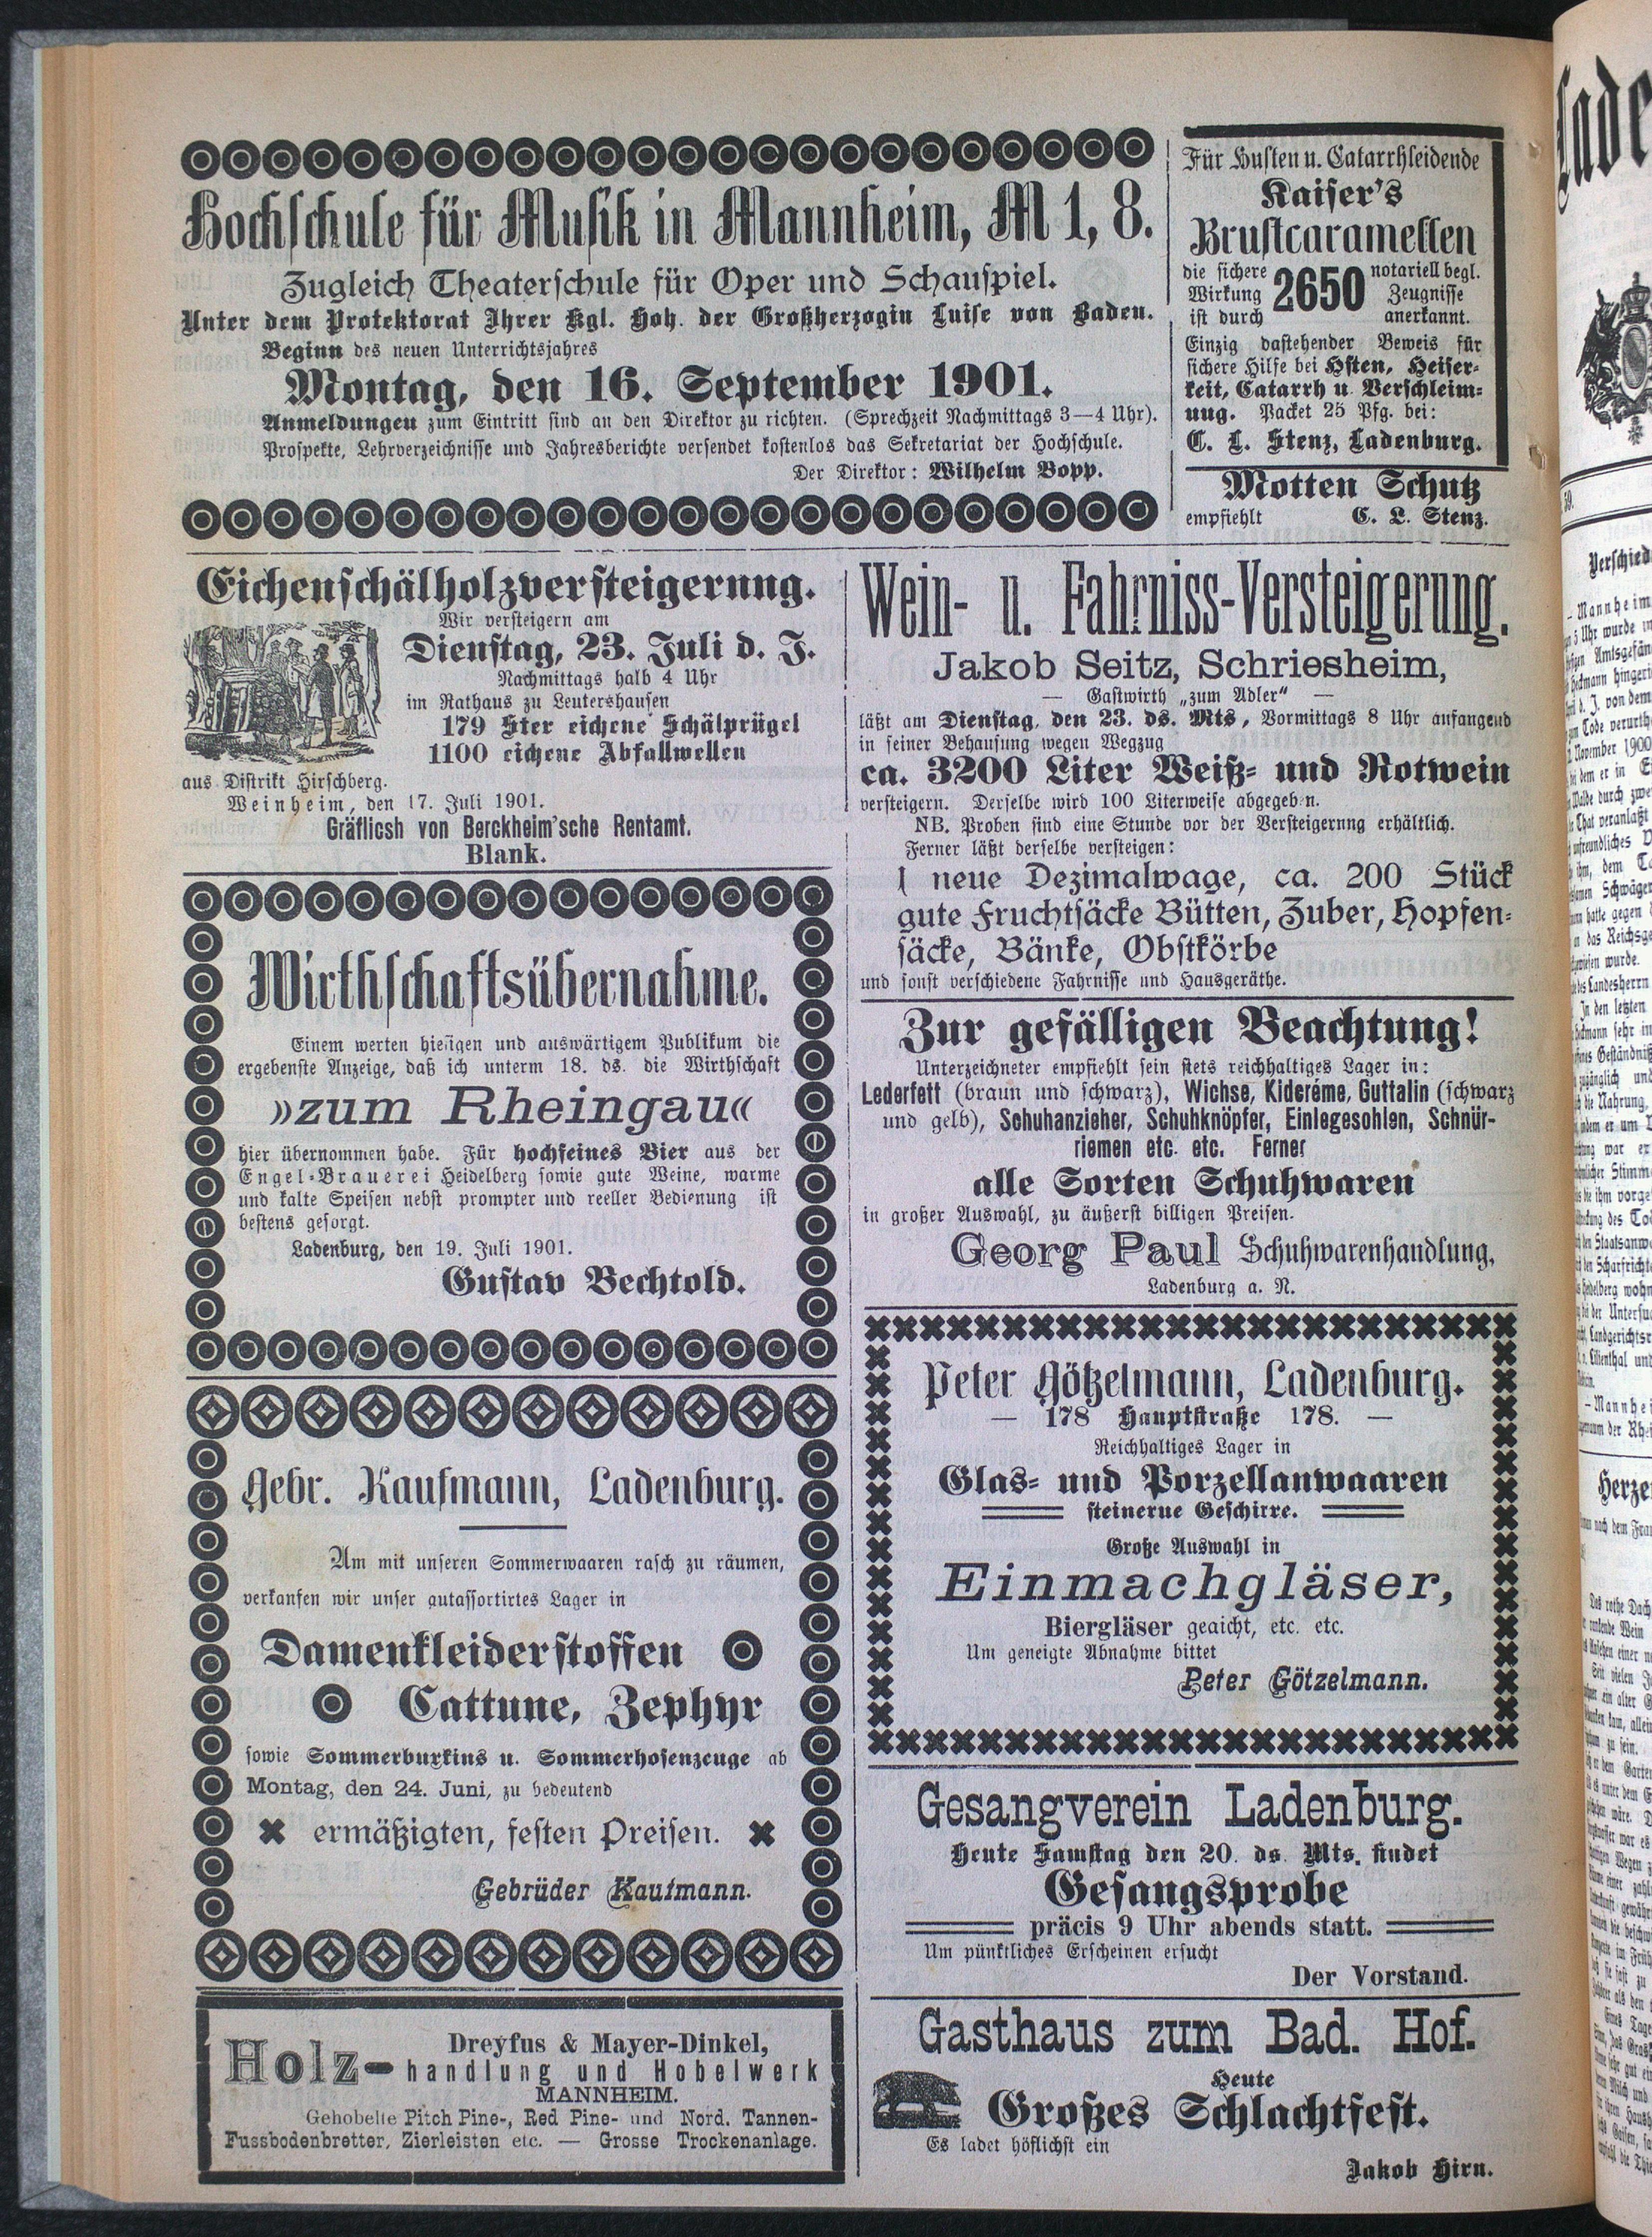 Hochschule für Musik in Mannheim, M 1, 8.
Zugleich Theaterschule für Oper und Schauspiel.
Unter dem Protektorat Ihrer Kgl. Hoh. der Großherzogin Luise von Baden.
Beginn des neuen Unterrichtsjahres
Montag, den 16. September 1901.
Anmeldungen zum Eintritt sind an den Direktor zu richten. (Sprechzeit Nachmittags 3—4 Uhr).
Prospekte, Lehrverzeichnisse und Jahresberichte versendet kostenlos das Sekretariat der Hochschule.
Der Direktor: Wilhelm Bopp.
Für Husten u. Catarrhleidende
Kaiser's
Brustcaramellen
die sichere Wirkung ist durch 2650 notariell begl. Zeugnisse anerkannt.
Einzig dastehender Beweis für
sichere Hilfe bei Hsten, Heiser-
keit, Catarrh u. Verschleim-
nug. Packet 25 Pfg. bei:
C. L. Stenz, Ladenburg.
Motten Schutz
empfiehlt C. L. Stenz.
Eichenschälholzversteigerung.
Wir versteigern am
Dienstag, 23. Juli d. J.
Nachmittags halb 4 Uhr
im Rathaus zu Leutershausen
179 Ster eichene Schälprügel
1100 eichene Abfallwellen
aus Distrikt Hirschberg.
Weinheim, den 17. Juli 1901.
Gräflicsh von Berckheim'sche Rentamt.
Blank.
Wirthschaftsübernahme.
Einem werten hiesigen und auswärtigem Publikum die
ergebenste Anzeige, daß ich unterm 18. ds. die Wirthschaft
»zum Rheingau«
hier übernommen habe. Für hochfeines Bier aus der
Engel-Brauerei Heidelberg sowie gute Weine, warme
und kalte Speisen nebst prompter und reeller Bedienung ist
bestens gesorgt.
Ladenburg, den 19. Juli 1901.
Gustav Bechtold.
Gebr. Kaufmann, Ladenburg.
Um mit unseren Sommerwaaren rasch zu räumen,
verkaufen wir unser gutassortirtes Lager in
Damenkleiderstoffen
Cattune, Zephyr
sowie Sommerburkins u. Sommerhosenzeuge ab
Montag, den 24. Juni, zu bedeutend
ermäßigten, festen Preisen.
Gebrüder Kaufmann.
Dreyfus & Mayer-Dinkel,
Holz-handlung und Hobelwerk
MANNHEIM.
Gehobelte Pitch Pine-, Red Pine- und Nord. Tannen-
Fussbodenbretter, Zierleisten etc. — Grosse Trockenanlage.
Wein- u. Fahrniss-Versteigerung.
Jakob Seitz, Schriesheim,
— Gastwirth „zum Adler“ —
läßt am Dienstag, den 23. ds. Mts, Vormittags 8 Uhr anfangend
in seiner Behausung wegen Wegzug
ca. 3200 Liter Weiß- und Rotwein
versteigern. Derselbe wird 100 Literweise abgegeben.
NB. Proben sind eine Stunde vor der Versteigernng erhältlich.
Ferner läßt derselbe versteigen:
1 neue Dezimalwage, ca. 200 Stück
gute Fruchtsäcke Bütten, Zuber, Hopfen-
säcke, Bänke, Obstkörbe
und sonst verschiedene Fahrnisse und Hausgeräthe.
Zur gefälligen Beachtung!
Unterzeichneter empfiehlt sein stets reichhaltiges Lager in:
Lederfett (braun und schwarz), Wichse, Kidcréme, Guttalin (schwarz
und gelb), Schuhanzieher, Schuhknöpfer, Einlegesohlen, Schnür-
riemen etc. etc. Ferner
alle Sorten Schuhwaren
in großer Auswahl, zu äußerst billigen Preisen.
Georg Paul Schuhwarenhandlung,
Ladenburg a. N.
Peter Götzelmann, Ladenburg.
— 178 Hauptstraße 178. —
Reichhaltiges Lager in
Glas- und Porzellanwaaren
steinerne Geschirre.
Große Auswahl in
Einmachgläser,
Biergläser geaicht, etc. etc.
Um geneigte Abnahme bittet
Peter Götzelmann.
Gesangverein Ladenburg.
Heute Samstag den 20. ds. Mts. findet
Gesangsprobe
präcis 9 Uhr abends statt.
Um pünktliches Erscheinen ersucht
Der Vorstand.
Gasthaus zum Bad. Hof.
Heute
Großes Schlachtfest.
Es ladet höflichst ein
Jakob Hirn.